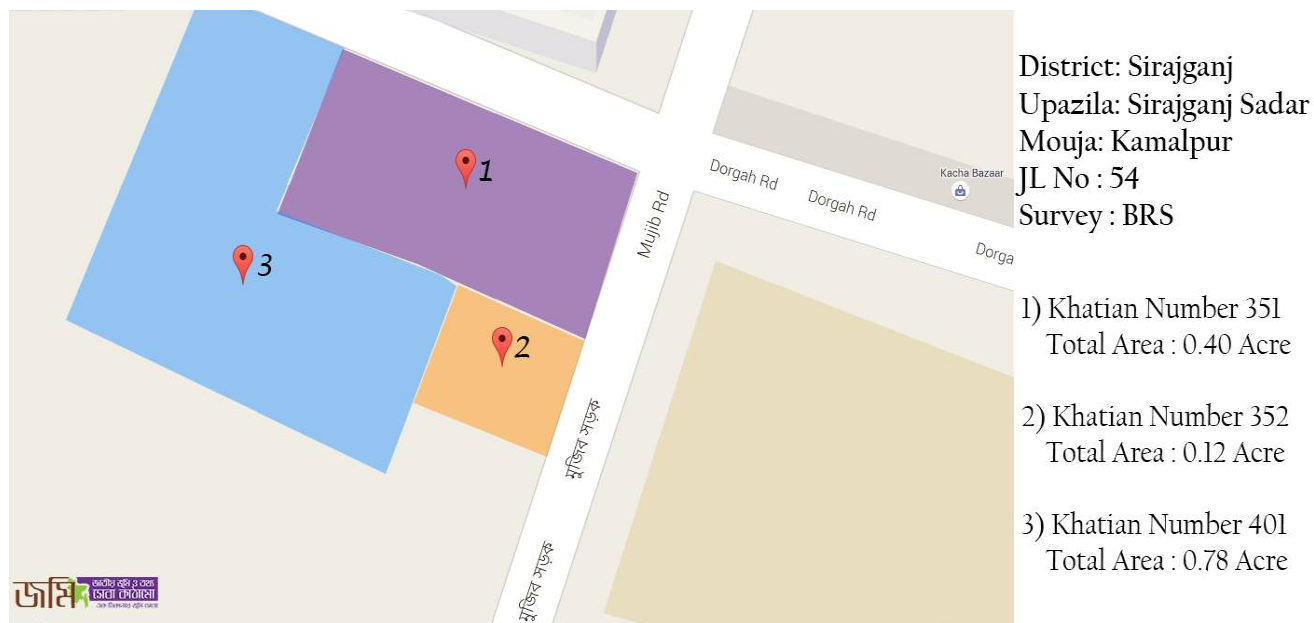 1
2
3
Dorgah Rd
Dorgah Rd
Dorga
Kacha Bazaar
Mujib Rd
মুজিব সড়ক
মুজিব সড়ক
জমি
জাতীয় ভূমি ও তথ্য
সেবা কাঠামো
District: Sirajganj
Upazila: Sirajganj Sadar
Mouja: Kamalpur
JL No : 54
Survey : BRS
1) Khatian Number 351
Total Area : 0.40 Acre
2) Khatian Number 352
Total Area : 0.12 Acre
3) Khatian Number 401
Total Area : 0.78 Acre